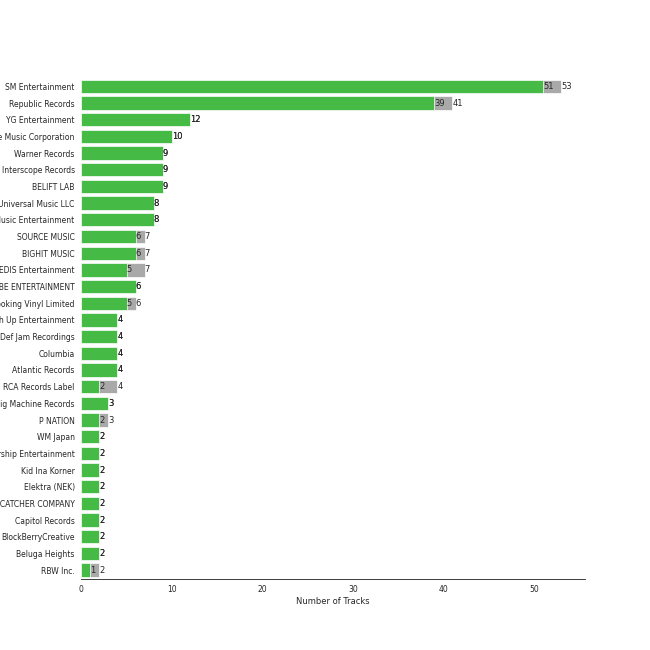 SM Entertainment 51 53
Republic Records 39 41
YG Entertainment 12
e Music Corporation 10
Warner Records 9
Interscope Records 9
BELIFT LAB 9
Universal Music LLC 8
usic Entertainment 8
SOURCE MUSIC 6 7
BIGHIT MUSIC 6 7
EDIS Entertainment 5 7
BE ENTERTAINMENT 6
oking Vinyl Limited 5 6
h Up Entertainment 4
Def Jam Recordings 4
Columbia 4
Atlantic Records 4
RCA Records Label 2 4
ig Machine Records 3
P NATION 2 3
WM Japan 2
rship Entertainment 2
Kid Ina Korner 2
Elektra (NEK) 2
CATCHER COMPANY 2
Capitol Records 2
BlockBerryCreative 2
Beluga Heights 2
RBW Inc. 1 2
0 10 20 30 40 50
Number of Tracks